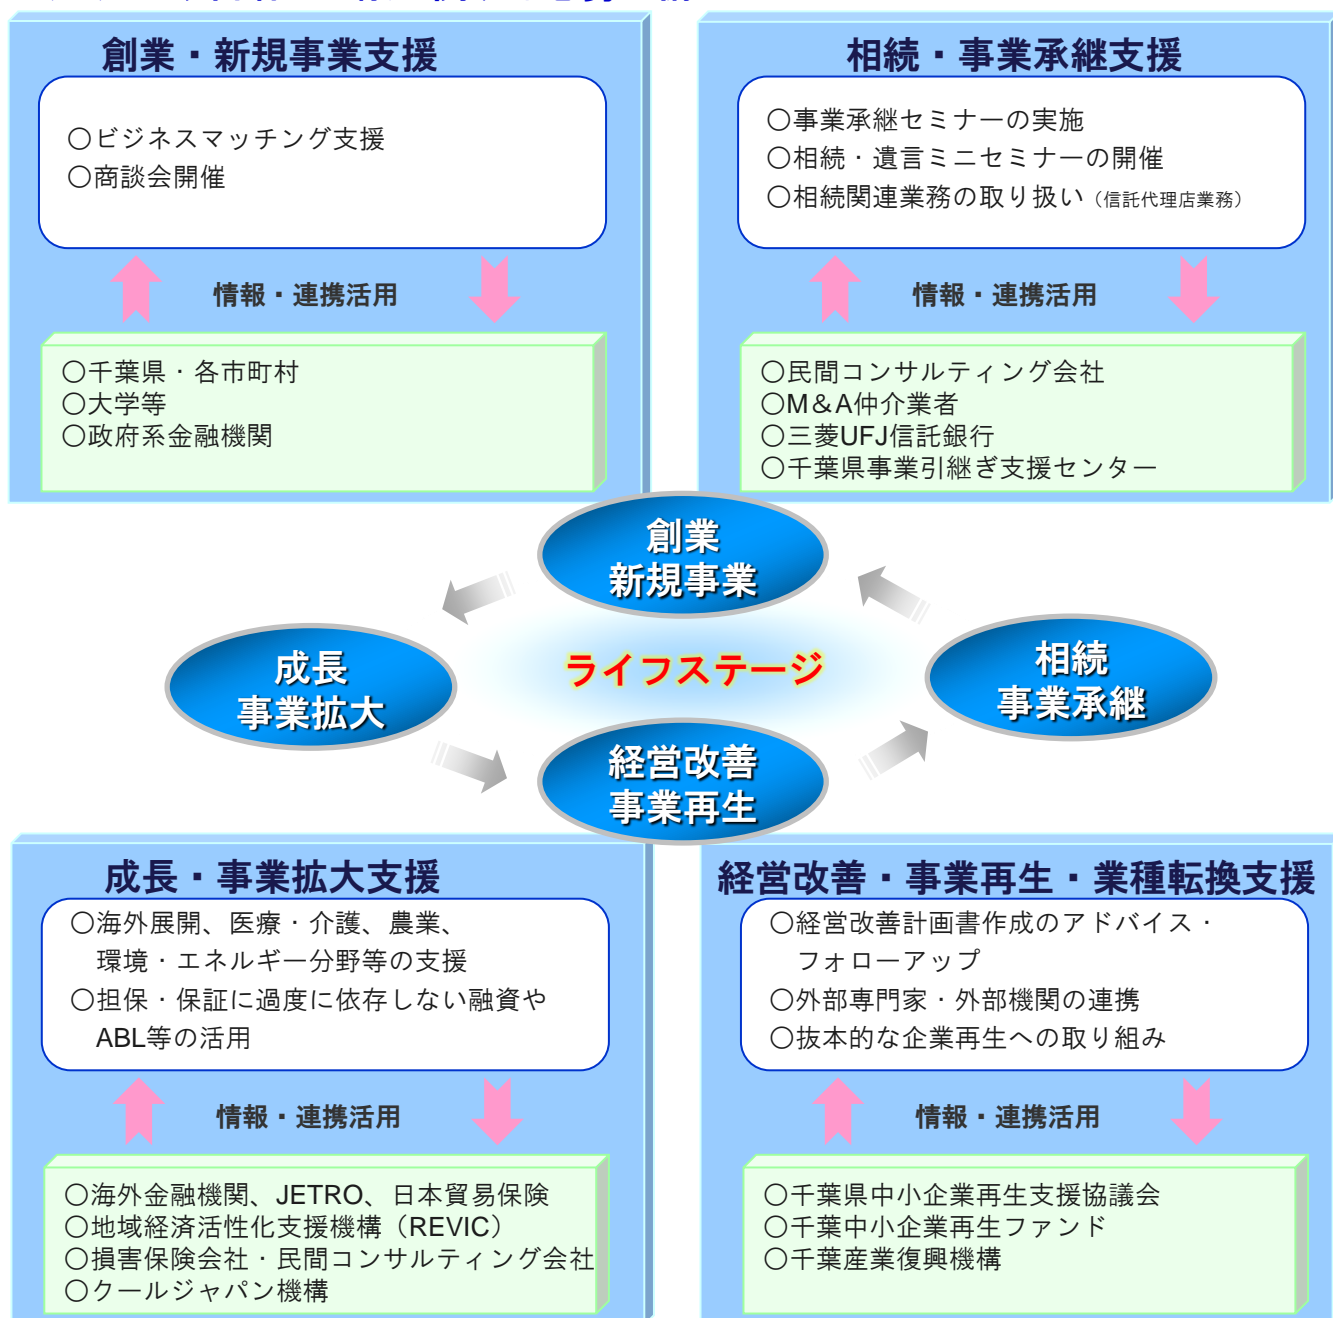 創業・新規事業支援
○ビジネスマッチング支援
○商談会開催
情報・連携活用
○千葉県・各市町村
○大学等
○政府系金融機関
相続・事業承継支援
○事業承継セミナーの実施
○相続・遺言ミニセミナーの開催
○相続関連業務の取り扱い（信託代理店業務）
情報・連携活用
○民間コンサルティング会社
○M＆A仲介業者
○三菱UFJ信託銀行
○千葉県事業引継ぎ支援センター
創業
新規事業
成長
事業拡大
ライフステージ
相続
事業承継
経営改善
事業再生
成長・事業拡大支援
○海外展開、医療・介護、農業、
環境・エネルギー分野等の支援
○担保・保証に過度に依存しない融資や
ABL等の活用
情報・連携活用
○海外金融機関、JETRO、日本貿易保険
○地域経済活性化支援機構（REVIC）
○損害保険会社・民間コンサルティング会社
○クールジャパン機構
経営改善・事業再生・業種転換支援
○経営改善計画書作成のアドバイス・
フォローアップ
○外部専門家・外部機関の連携
○抜本的な企業再生への取り組み
情報・連携活用
○千葉県中小企業再生支援協議会
○千葉中小企業再生ファンド
○千葉産業復興機構